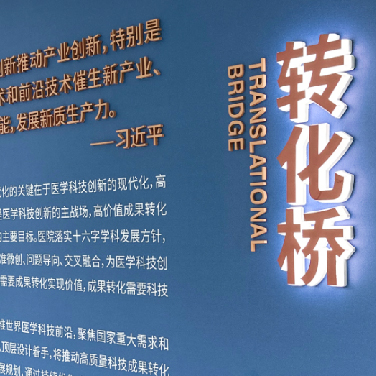 转化桥
TRANSLATIONAL
BRIDGE
创新推动产业创新，特别是
术和前沿技术催生新产业、
能，发展新质生产力。
——习近平
化的关键在于医学科技创新的现代化，高
是医学科技创新的主战场，高价值成果转化
的主要目标。医院落实十六字学科发展方针，
准微创、问题导向、交叉融合，为医学科技创
需要成果转化实现价值，成果转化需要科技
准世界医学科技前沿，聚焦国家重大需求和
顶层设计着手，将推动高质量科技成果转化